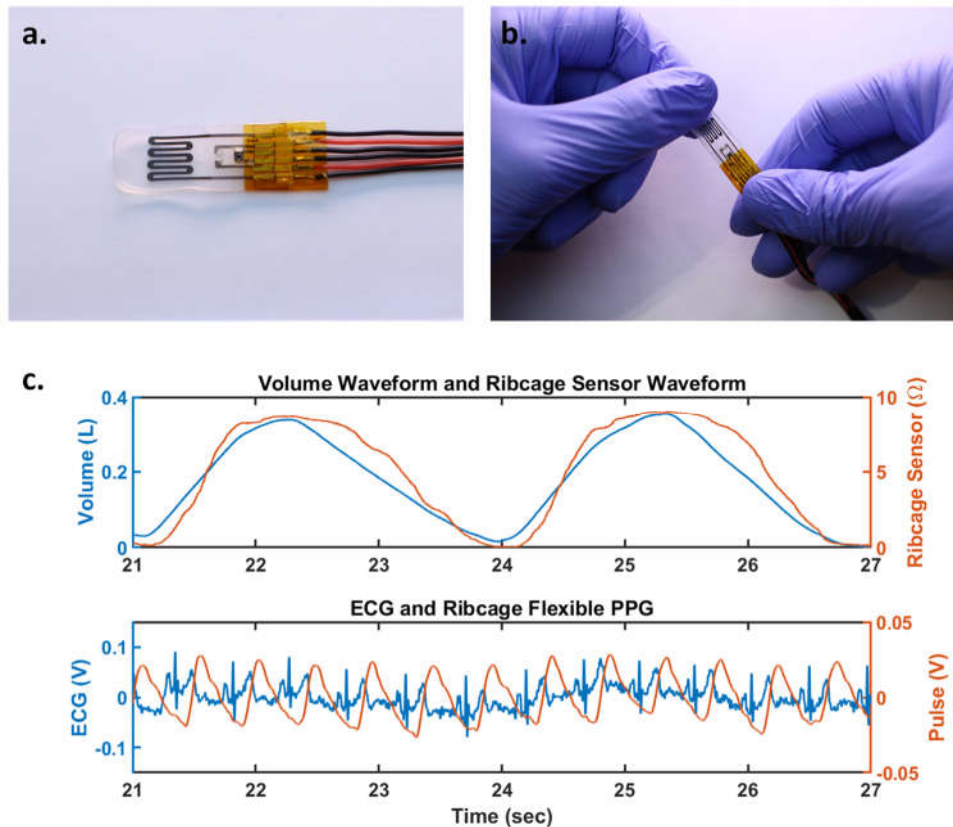 a.
b.
c.
Volume Waveform and Ribcage Sensor Waveform
Volume (L)
0.4
0.2
0
10
5
0
Ribcage Sensor (Ω)
21 22 23 24 25 26 27
ECG and Ribcage Flexible PPG
ECG (V)
0.1
0
-0.1
0.05
0
-0.05
Pulse (V)
21 22 23 24 25 26 27
Time (sec)